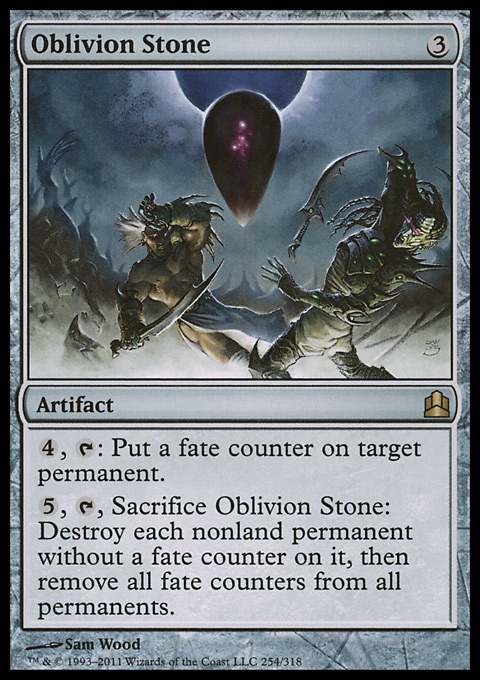 Oblivion Stone 3
Artifact
4, : Put a fate counter on target
permanent.
5, , Sacrifice Oblivion Stone:
Destroy each nonland permanent
without a fate counter on it, then
remove all fate counters from all
permanents.
Sam Wood
™ & © 1993–2011 Wizards of the Coast LLC 254/318